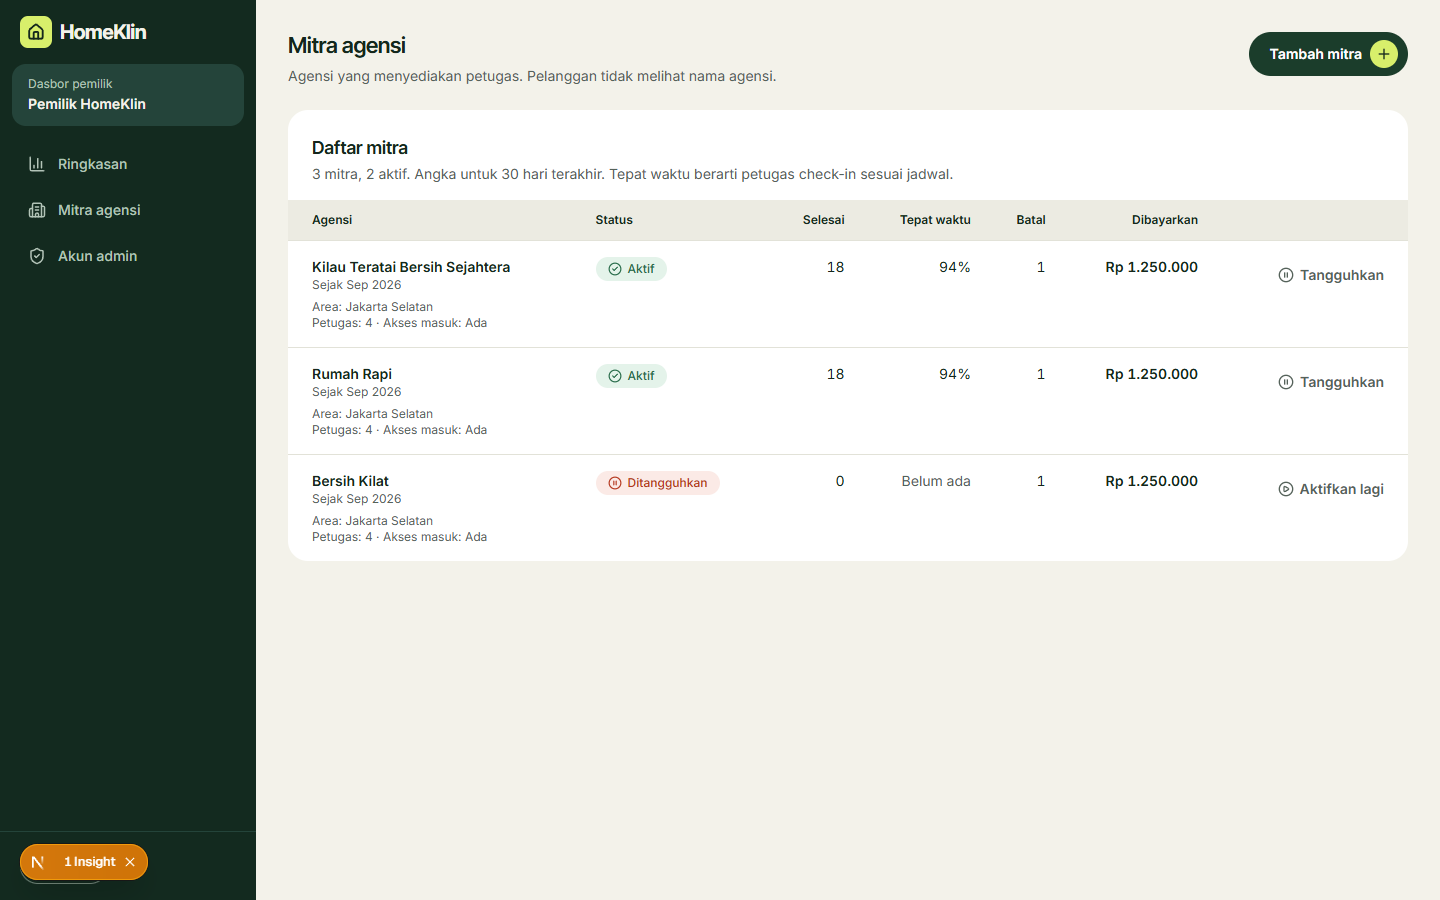 HomeKlin
Dasbor pemilik
Pemilik HomeKlin
Ringkasan
Mitra agensi
Akun admin
1 Insight
Mitra agensi
Agensi yang menyediakan petugas. Pelanggan tidak melihat nama agensi.
Tambah mitra
Daftar mitra
3 mitra, 2 aktif. Angka untuk 30 hari terakhir. Tepat waktu berarti petugas check-in sesuai jadwal.
Agensi Status Selesai Tepat waktu Batal Dibayarkan
Kilau Teratai Bersih Sejahtera Aktif 18 94% 1 Rp 1.250.000 Tangguhkan
Sejak Sep 2026
Area: Jakarta Selatan
Petugas: 4 · Akses masuk: Ada
Rumah Rapi Aktif 18 94% 1 Rp 1.250.000 Tangguhkan
Sejak Sep 2026
Area: Jakarta Selatan
Petugas: 4 · Akses masuk: Ada
Bersih Kilat Ditangguhkan 0 Belum ada 1 Rp 1.250.000 Aktifkan lagi
Sejak Sep 2026
Area: Jakarta Selatan
Petugas: 4 · Akses masuk: Ada